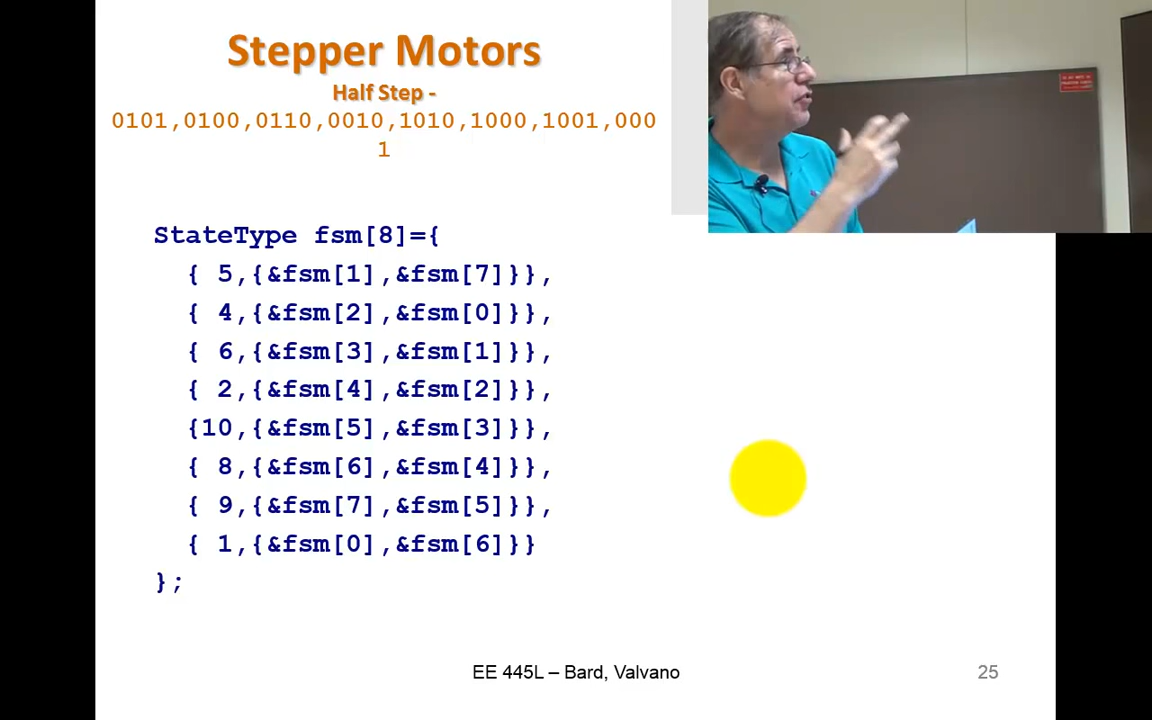 Stepper Motors
Half Step -
0101,0100,0110,0010,1010,1000,1001,000
1
StateType fsm[8]={
{ 5,{&fsm[1],&fsm[7]}},
{ 4,{&fsm[2],&fsm[0]}},
{ 6,{&fsm[3],&fsm[1]}},
{ 2,{&fsm[4],&fsm[2]}},
{10,{&fsm[5],&fsm[3]}},
{ 8,{&fsm[6],&fsm[4]}},
{ 9,{&fsm[7],&fsm[5]}},
{ 1,{&fsm[0],&fsm[6]}}
};
EE 445L – Bard, Valvano
25